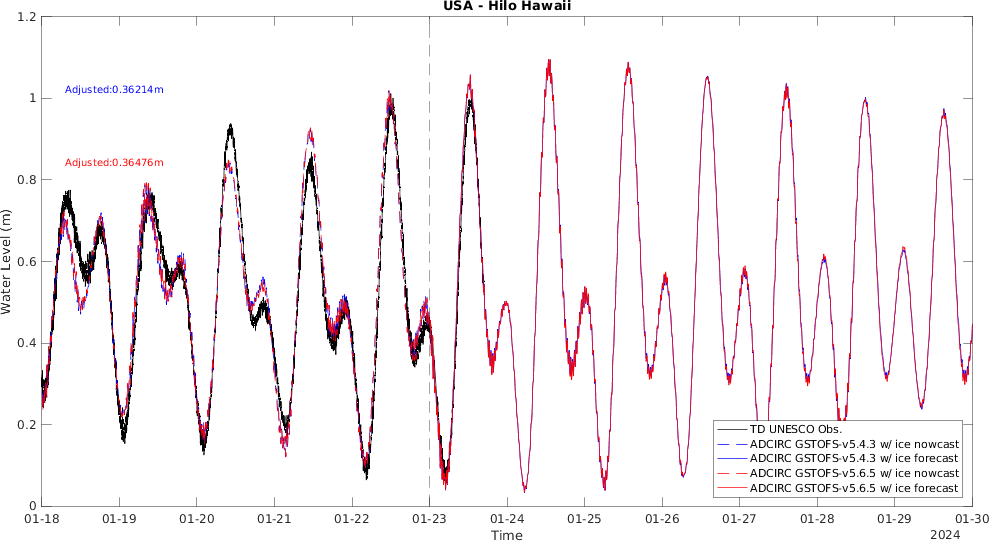 USA - Hilo Hawaii
1.2
1
0.8
0.6
0.4
0.2
0
Water Level (m)
Adjusted:0.36214m
Adjusted:0.36476m
TD UNESCO Obs.
ADCIRC GSTOFS-v5.4.3 w/ ice nowcast
ADCIRC GSTOFS-v5.4.3 w/ ice forecast
ADCIRC GSTOFS-v5.6.5 w/ ice nowcast
ADCIRC GSTOFS-v5.6.5 w/ ice forecast
01-18 01-19 01-20 01-21 01-22 01-23 01-24 01-25 01-26 01-27 01-28 01-29 01-30
Time
2024